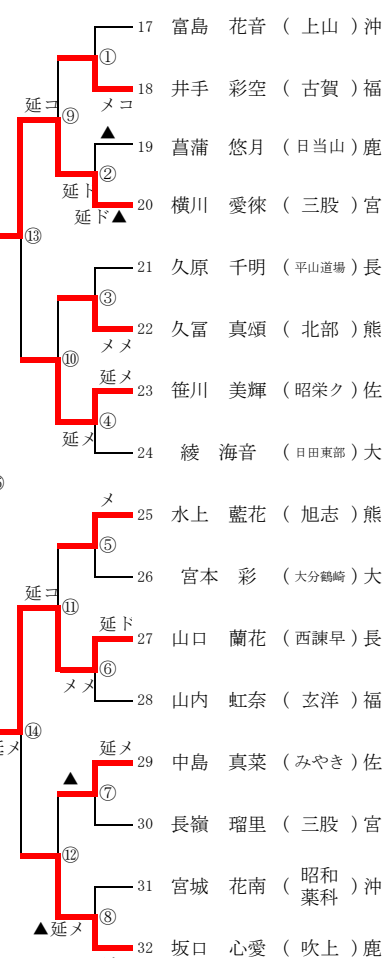 17 富島 花音 ( 上山 ) 沖
①
18 井手 彩空 ( 古賀 ) 福
メコ
延コ ⑨
▲
19 菖蒲 悠月 ( 日当山 ) 鹿
②
延ド
20 横川 愛徠 ( 三股 ) 宮
延ド▲
⑬
21 久原 千明 ( 平山道場 ) 長
③
22 久冨 真頌 ( 北部 ) 熊
メメ
⑩
延メ
23 笹川 美輝 ( 昭栄ク ) 佐
④
延メ
24 綾 海音 ( 日田東部 ) 大
メ
25 水上 藍花 ( 旭志 ) 熊
⑤
26 宮本 彩 ( 大分鶴崎 ) 大
延コ ⑪
延ド
27 山口 蘭花 ( 西諫早 ) 長
⑥
メメ
28 山内 虹奈 ( 玄洋 ) 福
⑭
延メ
延メ
29 中島 真菜 ( みやき ) 佐
▲
⑦
30 長嶺 瑠里 ( 三股 ) 宮
⑫
31 宮城 花南 ( 昭和薬科 ) 沖
⑧
▲延メ
32 坂口 心愛 ( 吹上 ) 鹿